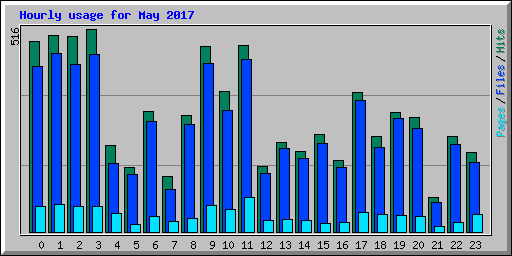 Hourly usage for May 2017
516
Pages/Files/Hits
0 1 2 3 4 5 6 7 8 9 10 11 12 13 14 15 16 17 18 19 20 21 22 23